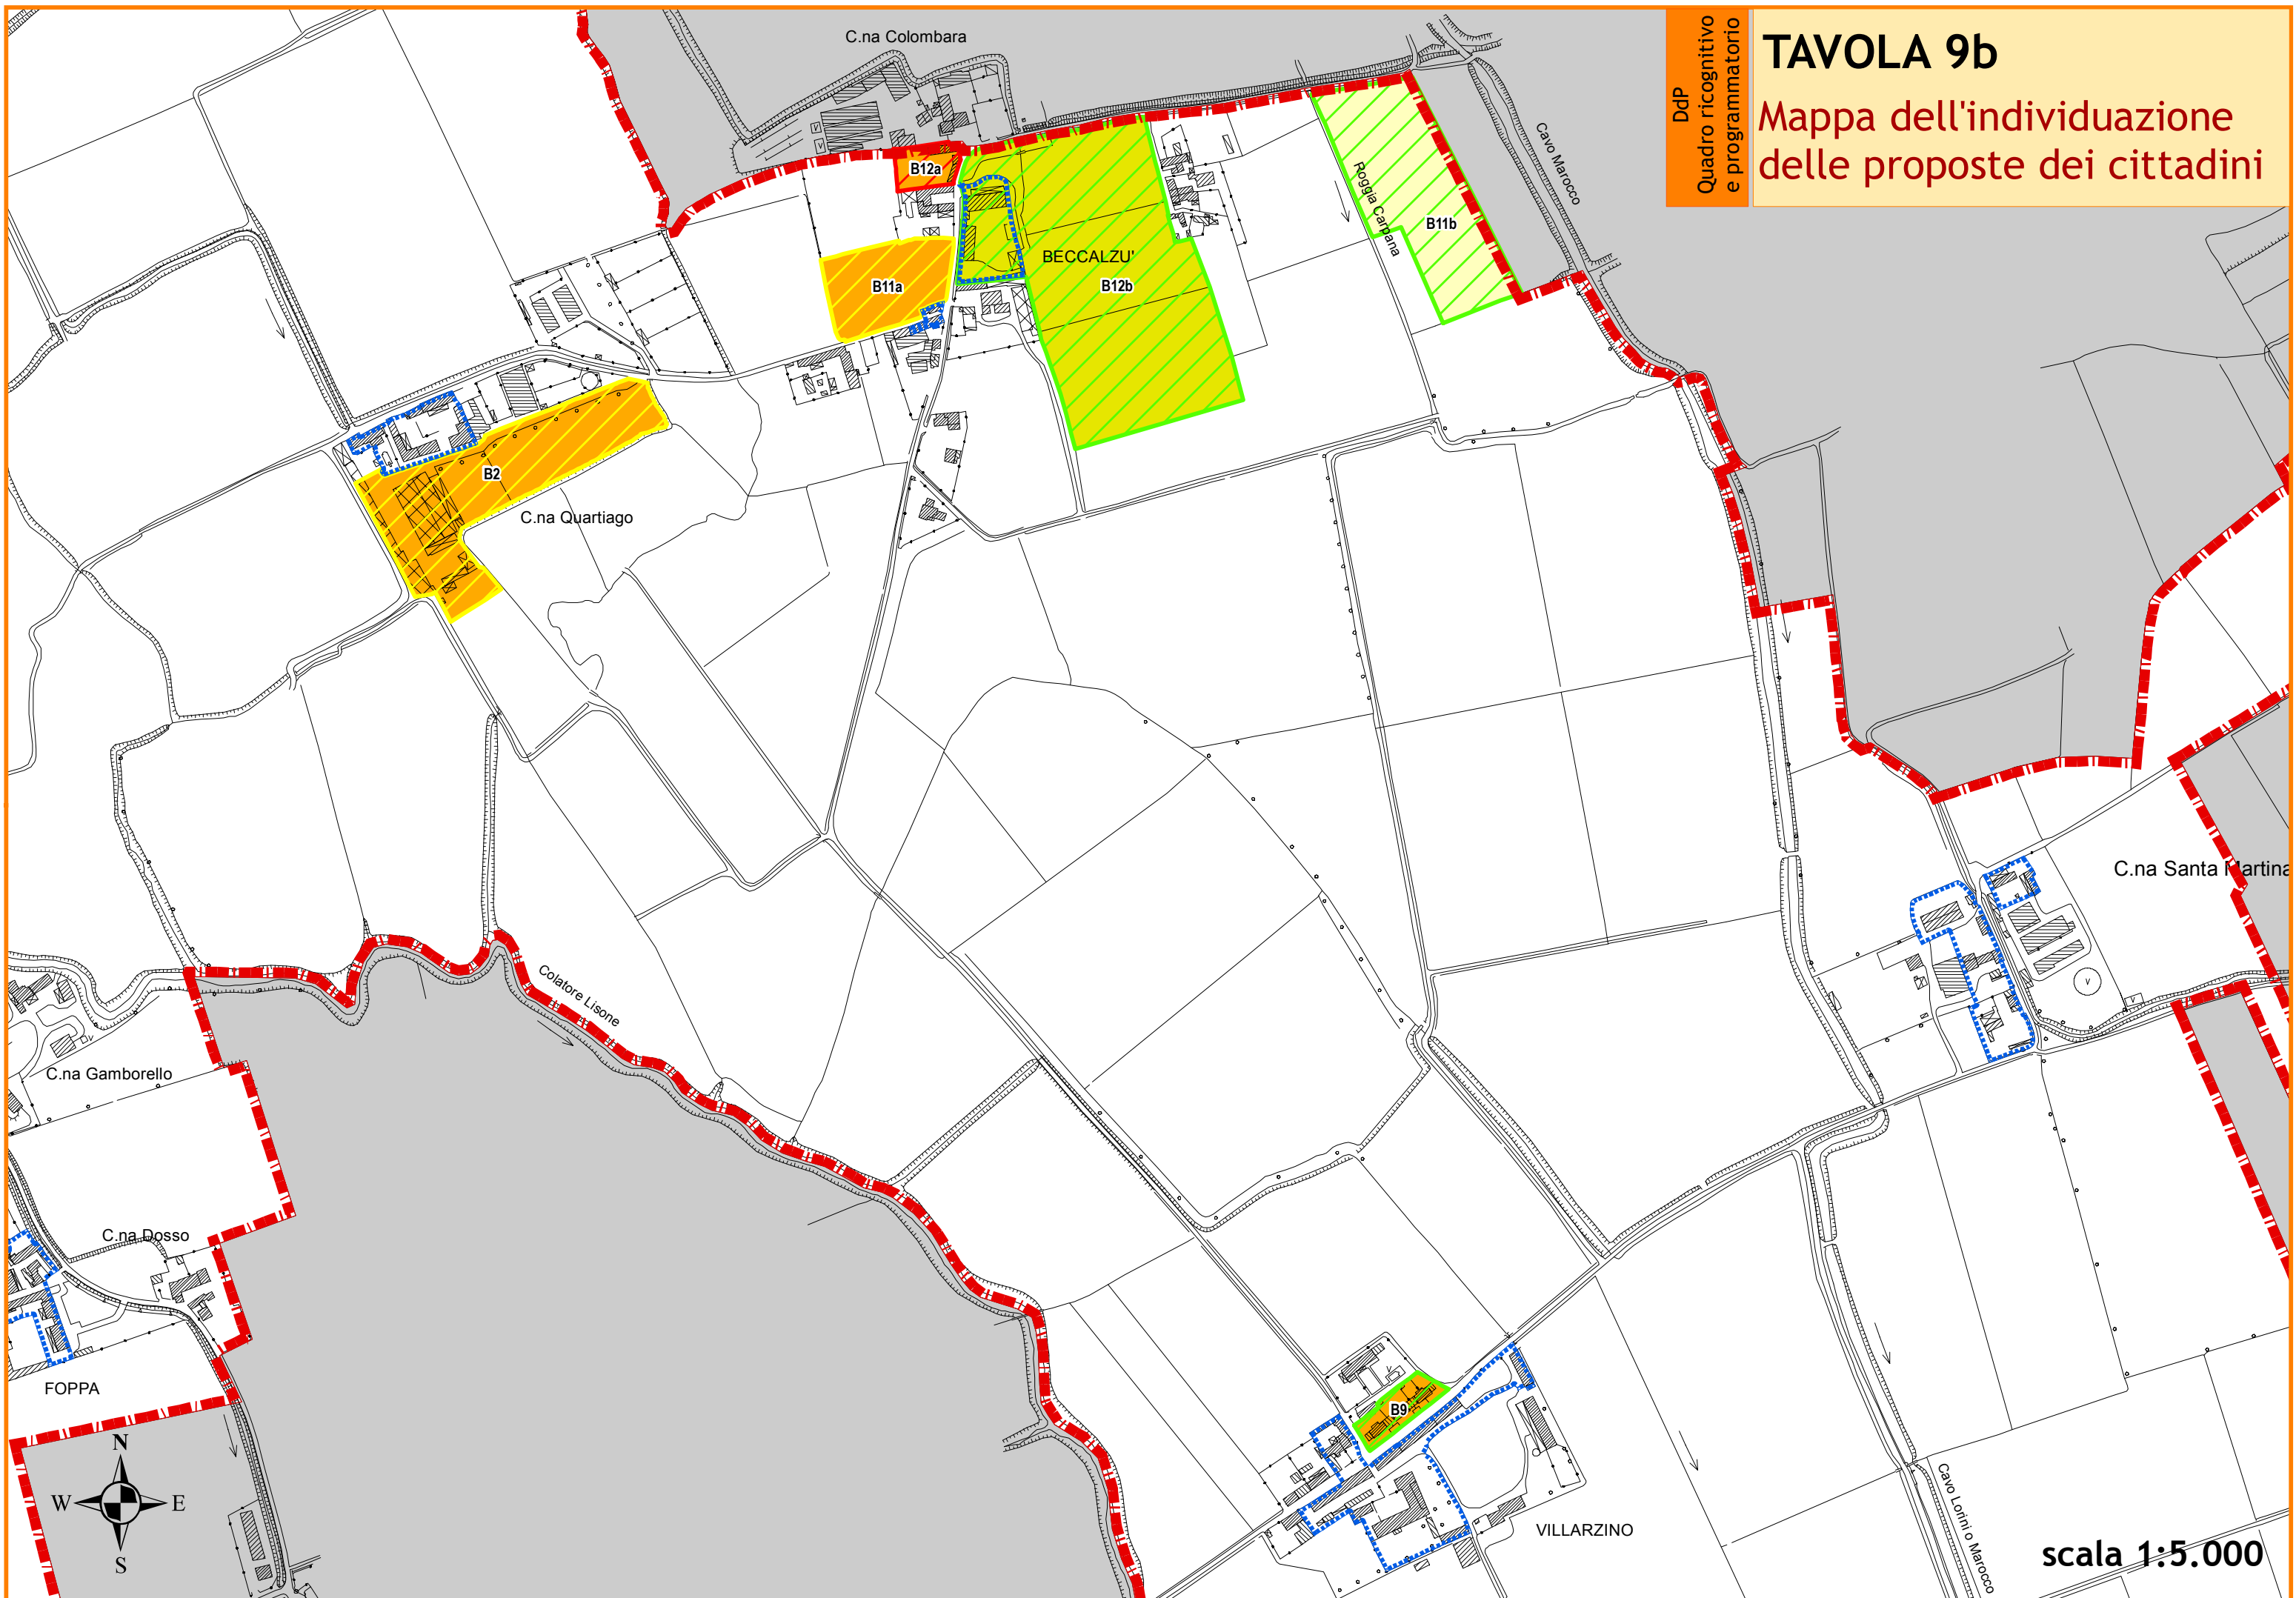 DdP
Quadro ricognitivo
e programmatorio
TAVOLA 9b
Mappa dell'individuazione
delle proposte dei cittadini
C.na Colombara
Cavo Marocco
B12a
Roggia Carpana
B11b
BECCALZU'
B11a
B12b
B2
C.na Quartiago
C.na Santa Martina
Colatore Lisone
C.na Gamborello
C.na Dosso
FOPPA
B9
N
W
E
S
VILLARZINO
Cavo Lorini o Marocco
scala 1:5.000
V
V
V
V
V
V